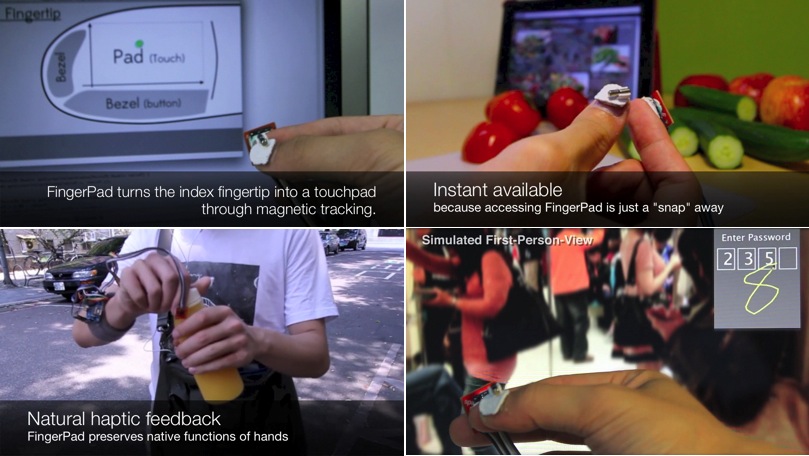 Fingertip
Pad (Touch)
Bezel
Bezel (button)
FingerPad turns the index fingertip into a touchpad
through magnetic tracking.
Instant available
because accessing FingerPad is just a "snap" away
Natural haptic feedback
FingerPad preserves native functions of hands
Simulated First-Person-View
Enter Password
2 3 5
8